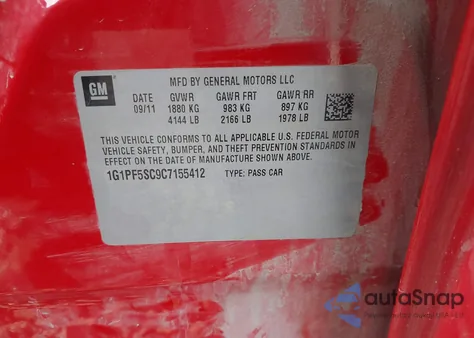 GM
MFD BY GENERAL MOTORS LLC
DATE GVWR GAWR FRT GAWR RR
09/11 1880 KG 983 KG 897 KG
4144 LB 2166 LB 1978 LB
THIS VEHICLE CONFORMS TO ALL APPLICABLE U.S. FEDERAL MOTOR
VEHICLE SAFETY, BUMPER, AND THEFT PREVENTION STANDARDS IN
EFFECT ON THE DATE OF MANUFACTURE SHOWN ABOVE.
1G1PF5SC9C7155412 TYPE: PASS CAR
autoSnap